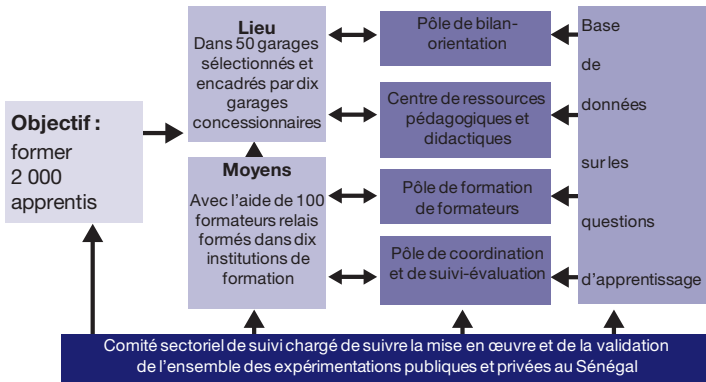 Objectif :
former
2 000
apprentis
Lieu
Dans 50 garages
sélectionnés et
encadrés par dix
garages
concessionnaires
Moyens
Avec l'aide de 100
formateurs relais
formés dans dix
institutions de
formation
Pôle de bilan-
orientation
Centre de ressources
pédagogiques et
didactiques
Pôle de formation
de formateurs
Pôle de coordination
et de suivi-évaluation
Base
de
données
sur les
questions
d'apprentissage
Comité sectoriel de suivi chargé de suivre la mise en œuvre et de la validation
de l'ensemble des expérimentations publiques et privées au Sénégal